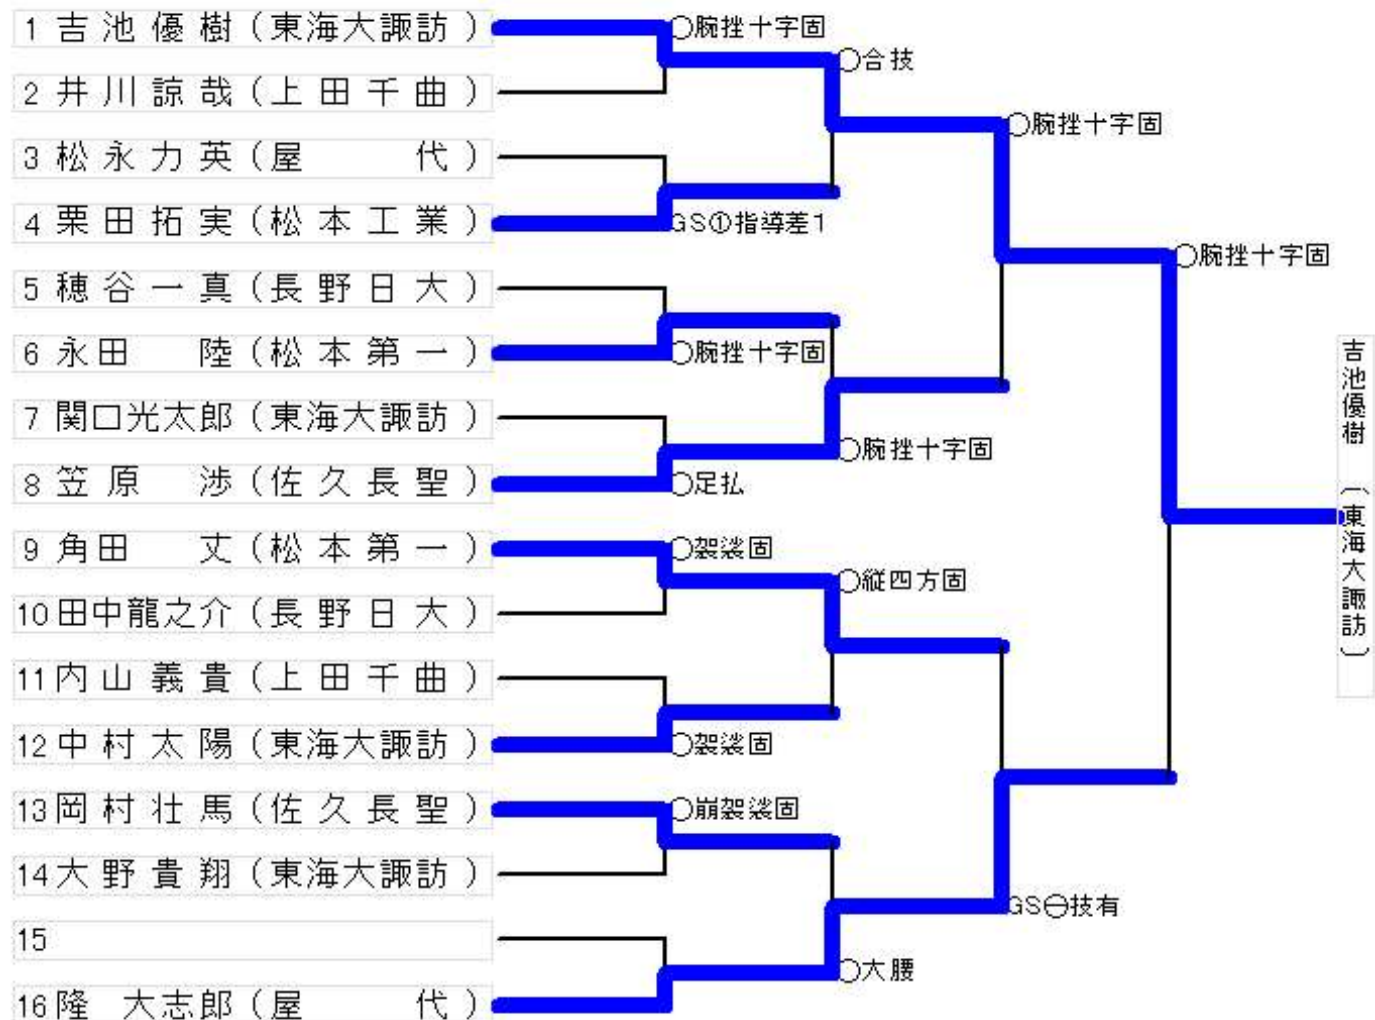 1 吉池優樹（東海大諏訪）
○腕挫十字固
○合技
2 井川諒哉（上田千曲）
○腕挫十字固
3 松永力英（屋　　代）
4 栗田拓実（松本工業）
GS①指導差1
○腕挫十字固
5 穂谷一真（長野日大）
6 永田　陸（松本第一）
○腕挫十字固
7 関口光太郎（東海大諏訪）
○腕挫十字固
8 笠原　渉（佐久長聖）
○足払
吉池優樹　（東海大諏訪）
9 角田　丈（松本第一）
○袈裟固
○縦四方固
10 田中龍之介（長野日大）
11 内山義貴（上田千曲）
12 中村太陽（東海大諏訪）
○袈裟固
13 岡村壮馬（佐久長聖）
○崩袈裟固
14 大野貴翔（東海大諏訪）
GS㊀技有
15
○大腰
16 隆　大志郎（屋　　代）